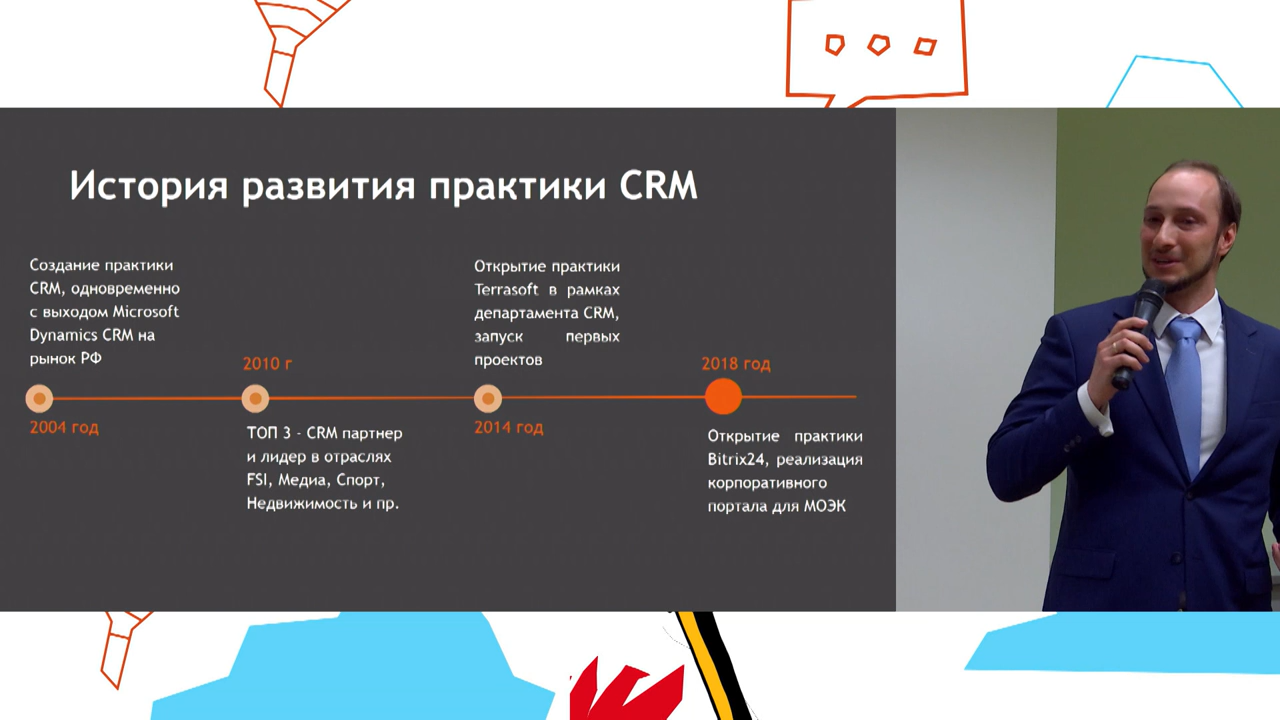 История развития практики CRM
Создание практики
CRM, одновременно
с выходом Microsoft
Dynamics CRM на
рынок РФ
2004 год
2010 г
ТОП 3 - CRM партнер
и лидер в отраслях
FSI, Медиа, Спорт,
Недвижимость и пр.
Открытие практики
Terrasoft в рамках
департамента CRM,
запуск первых
проектов
2014 год
2018 год
Открытие практики
Bitrix24, реализация
корпоративного
портала для МОЭК